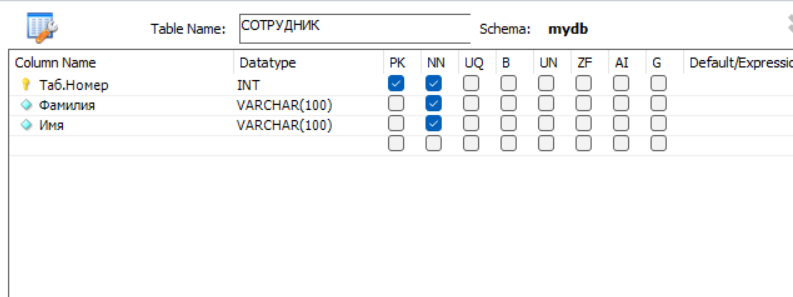 Table Name: СОТРУДНИК Schema: mydb
Column Name Datatype PK NN UQ B UN ZF AI G Default/Expressio
Таб.Номер INT
Фамилия VARCHAR(100)
Имя VARCHAR(100)